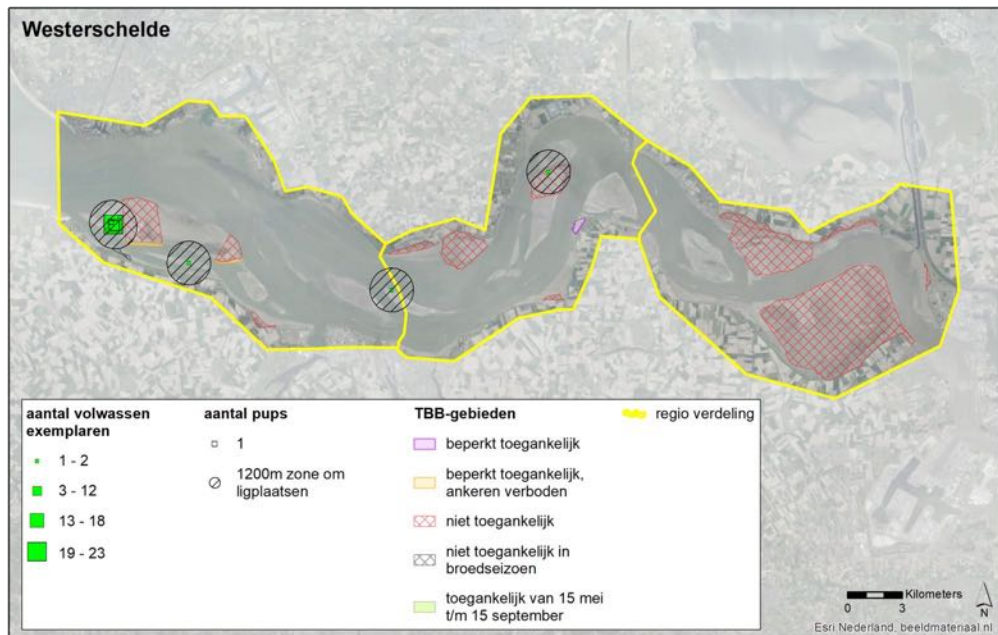 Westerschelde
aantal volwassen
exemplaren
1 - 2
3 - 12
13 - 18
19 - 23
aantal pups
1
1200m zone om
ligplaatsen
TBB-gebieden
beperkt toegankelijk
beperkt toegankelijk,
ankeren verboden
niet toegankelijk
niet toegankelijk in
broedseizoen
toegankelijk van 15 mei
t/m 15 september
regio verdeling
Kilometers
0 3
N
Esri Nederland, beeldmateriaal.nl